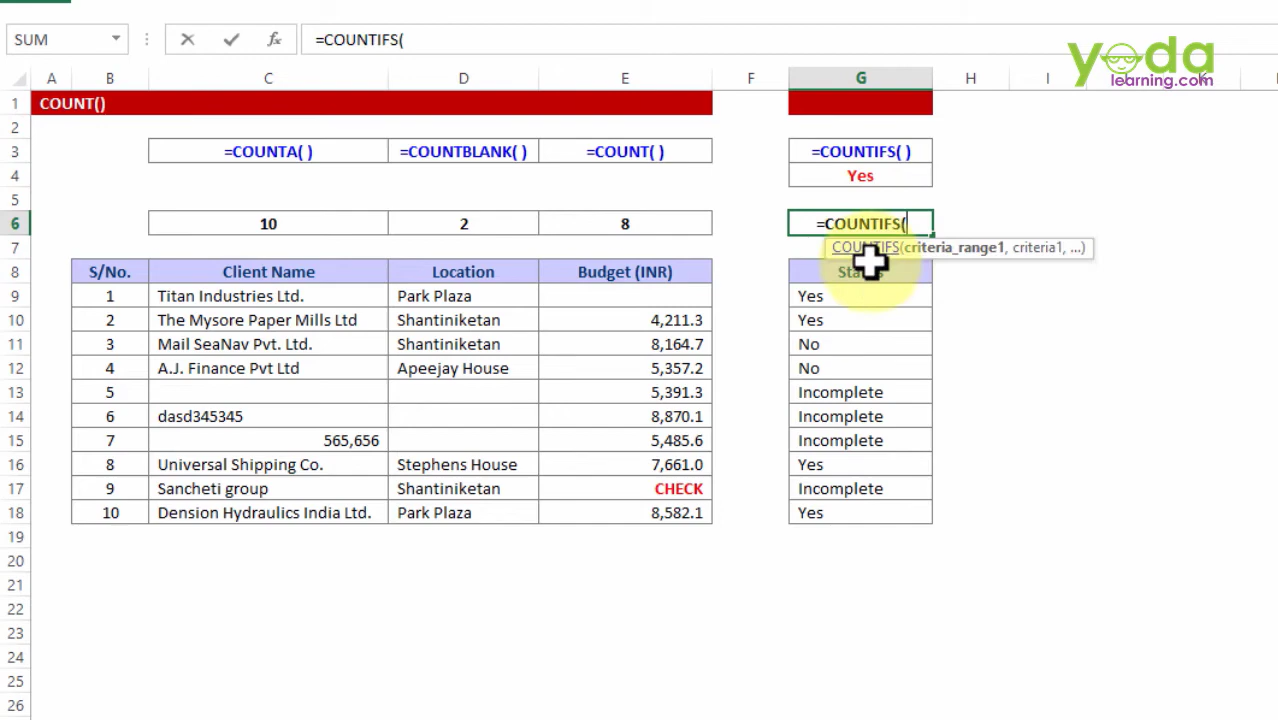 SUM =COUNTIFS(
yoda
learning.com
A B C D E F G H I
1 COUNT()
2
3 =COUNTA( ) =COUNTBLANK( ) =COUNT( ) =COUNTIFS( )
4 Yes
5
6 10 2 8 =COUNTIFS(
7 COUNTIFS(criteria_range1, criteria1, ...)
8 S/No. Client Name Location Budget (INR)
9 1 Titan Industries Ltd. Park Plaza Yes
10 2 The Mysore Paper Mills Ltd Shantiniketan 4,211.3 Yes
11 3 Mail SeaNav Pvt. Ltd. Shantiniketan 8,164.7 No
12 4 A.J. Finance Pvt Ltd Apeejay House 5,357.2 No
13 5 5,391.3 Incomplete
14 6 dasd345345 8,870.1 Incomplete
15 7 565,656 5,485.6 Incomplete
16 8 Universal Shipping Co. Stephens House 7,661.0 Yes
17 9 Sancheti group Shantiniketan CHECK Incomplete
18 10 Dension Hydraulics India Ltd. Park Plaza 8,582.1 Yes
19
20
21
22
23
24
25
26